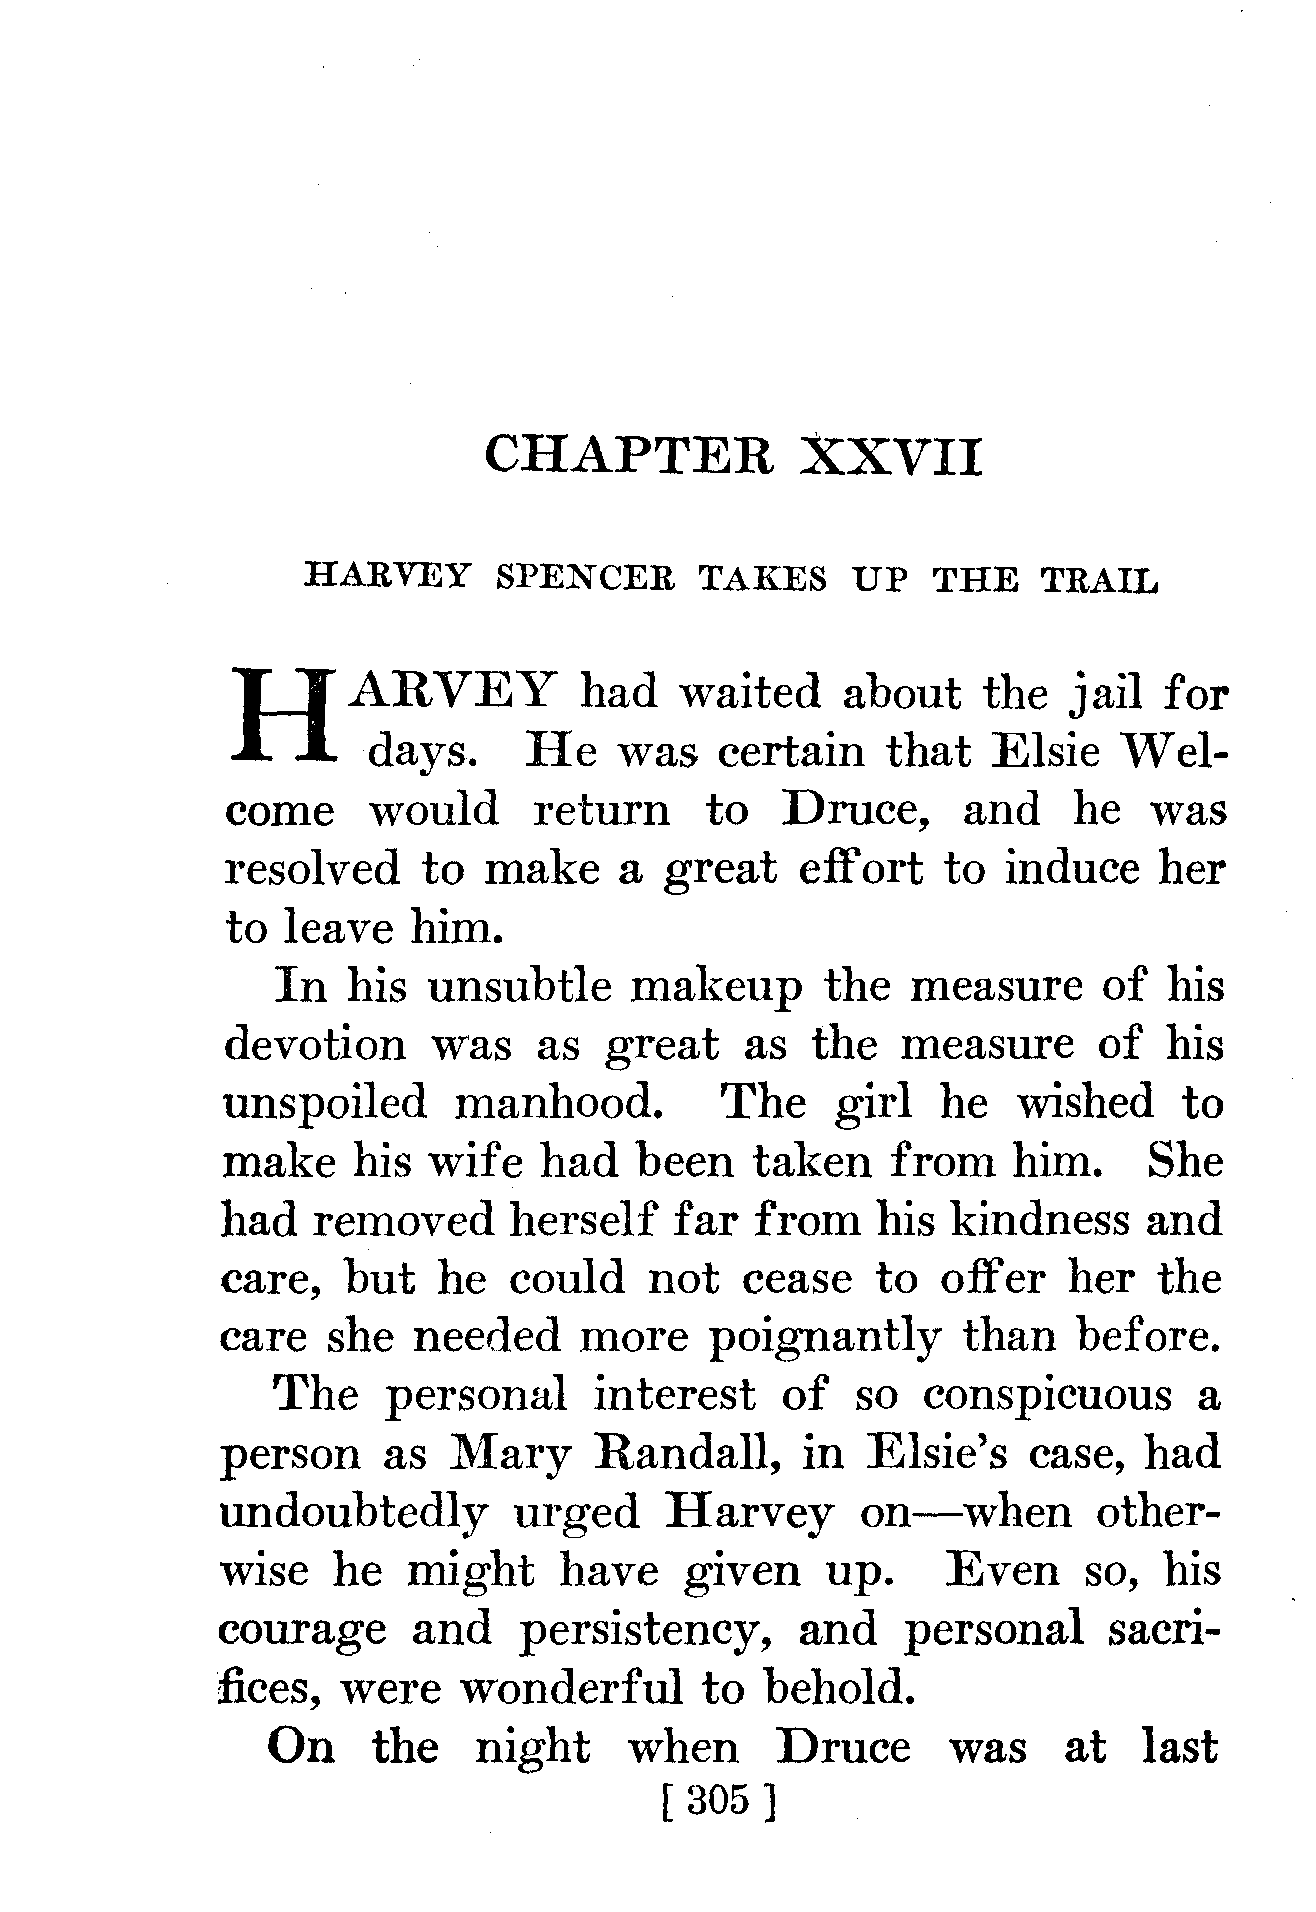 CHAPTER XXVII
HARVEY SPENCER TAKES UP THE TRAIL
HARVEY had waited about the jail for
days. He was certain that Elsie Wel-
come would return to Druce, and he was
resolved to make a great effort to induce her
to leave him.
In his unsubtle makeup the measure of his
devotion was as great as the measure of his
unspoiled manhood. The girl he wished to
make his wife had been taken from him. She
had removed herself far from his kindness and
care, but he could not cease to offer her the
care she needed more poignantly than before.
The personal interest of so conspicuous a
person as Mary Randall, in Elsie's case, had
undoubtedly urged Harvey on—when other-
wise he might have given up. Even so, his
courage and persistency, and personal sacri-
fices, were wonderful to behold.
On the night when Druce was at last
[ 305 ]